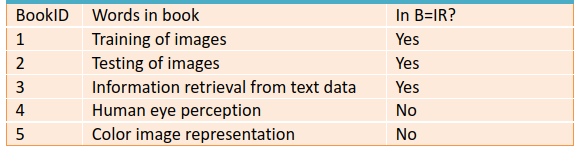 BookID Words in book In B=IR?
1 Training of images Yes
2 Testing of images Yes
3 Information retrieval from text data Yes
4 Human eye perception No
5 Color image representation No